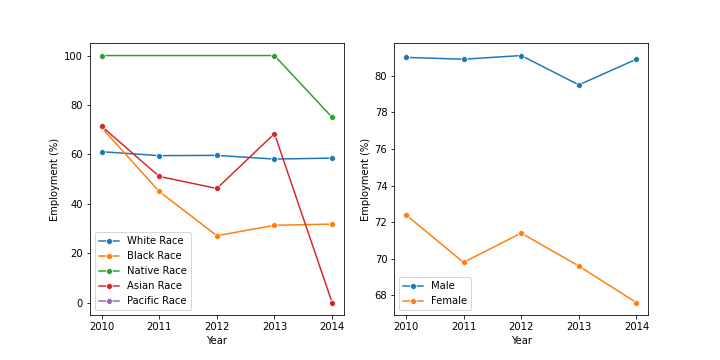 100
80
60
40
20
0
Employment (%)
White Race
Black Race
Native Race
Asian Race
Pacific Race
2010 2011 2012 2013 2014
Year
80
78
76
74
72
70
68
Employment (%)
Male
Female
2010 2011 2012 2013 2014
Year